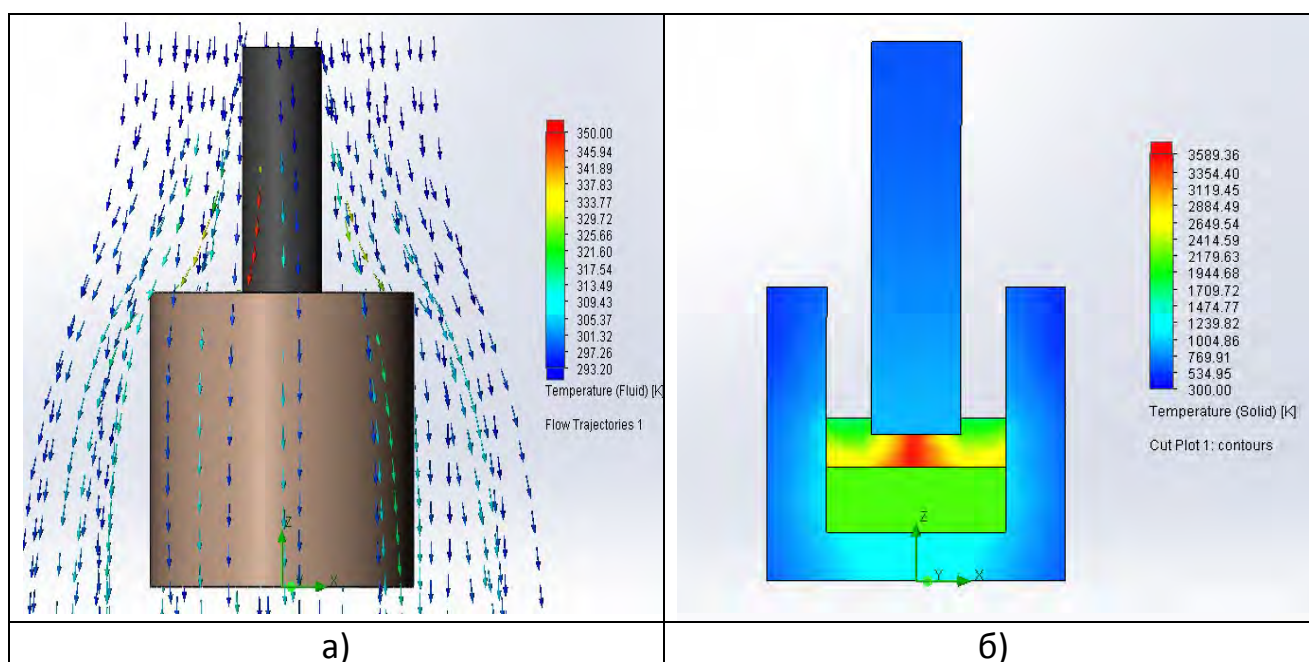 350.00
345.94
341.89
337.83
333.77
329.72
325.66
321.60
317.54
313.49
309.43
305.37
301.32
297.26
293.20
Temperature (Fluid) [K]
Flow Trajectories 1
Z
X
3589.36
3354.40
3119.45
2884.49
2649.54
2414.59
2179.63
1944.68
1709.72
1474.77
1239.82
1004.86
769.91
534.95
300.00
Temperature (Solid) [K]
Cut Plot 1: contours
Z
Y
X
а)
б)